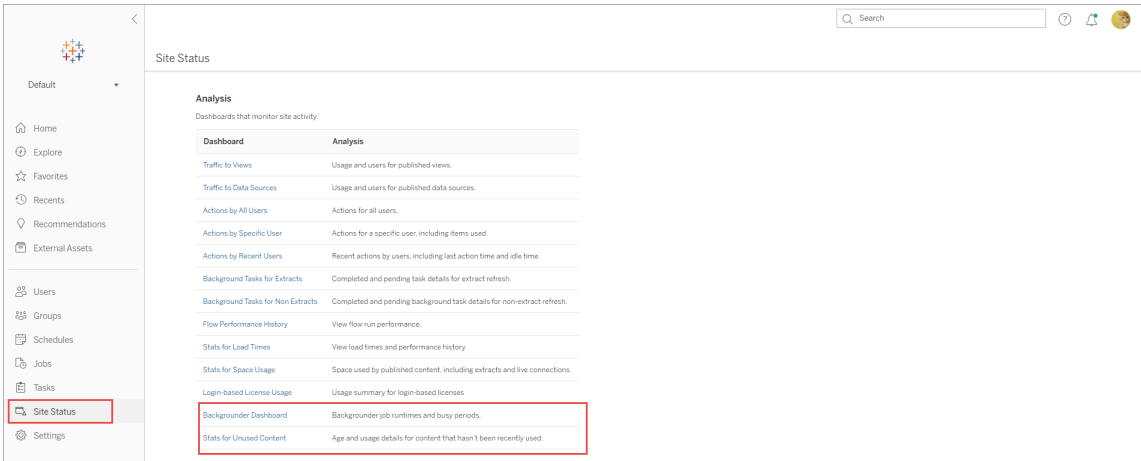 Search
Site Status
Default
Home
Explore
Favorites
Recents
Recommendations
External Assets
Users
Groups
Schedules
Jobs
Tasks
Site Status
Settings
Analysis
Dashboards that monitor site activity.
Dashboard Analysis
Traffic to Views Usage and users for published views.
Traffic to Data Sources Usage and users for published data sources.
Actions by All Users Actions for all users.
Actions by Specific User Actions for a specific user, including items used.
Actions by Recent Users Recent actions by users, including last action time and idle time.
Background Tasks for Extracts Completed and pending task details for extract refresh.
Background Tasks for Non Extracts Completed and pending background task details for non-extract refresh.
Flow Performance History View flow run performance.
Stats for Load Times View load times and performance history.
Stats for Space Usage Space used by published content, including extracts and live connections.
Login-based License Usage Usage summary for login-based licenses
Backgrounder Dashboard Backgrounder job runtimes and busy periods.
Stats for Unused Content Age and usage details for content that hasn't been recently used.